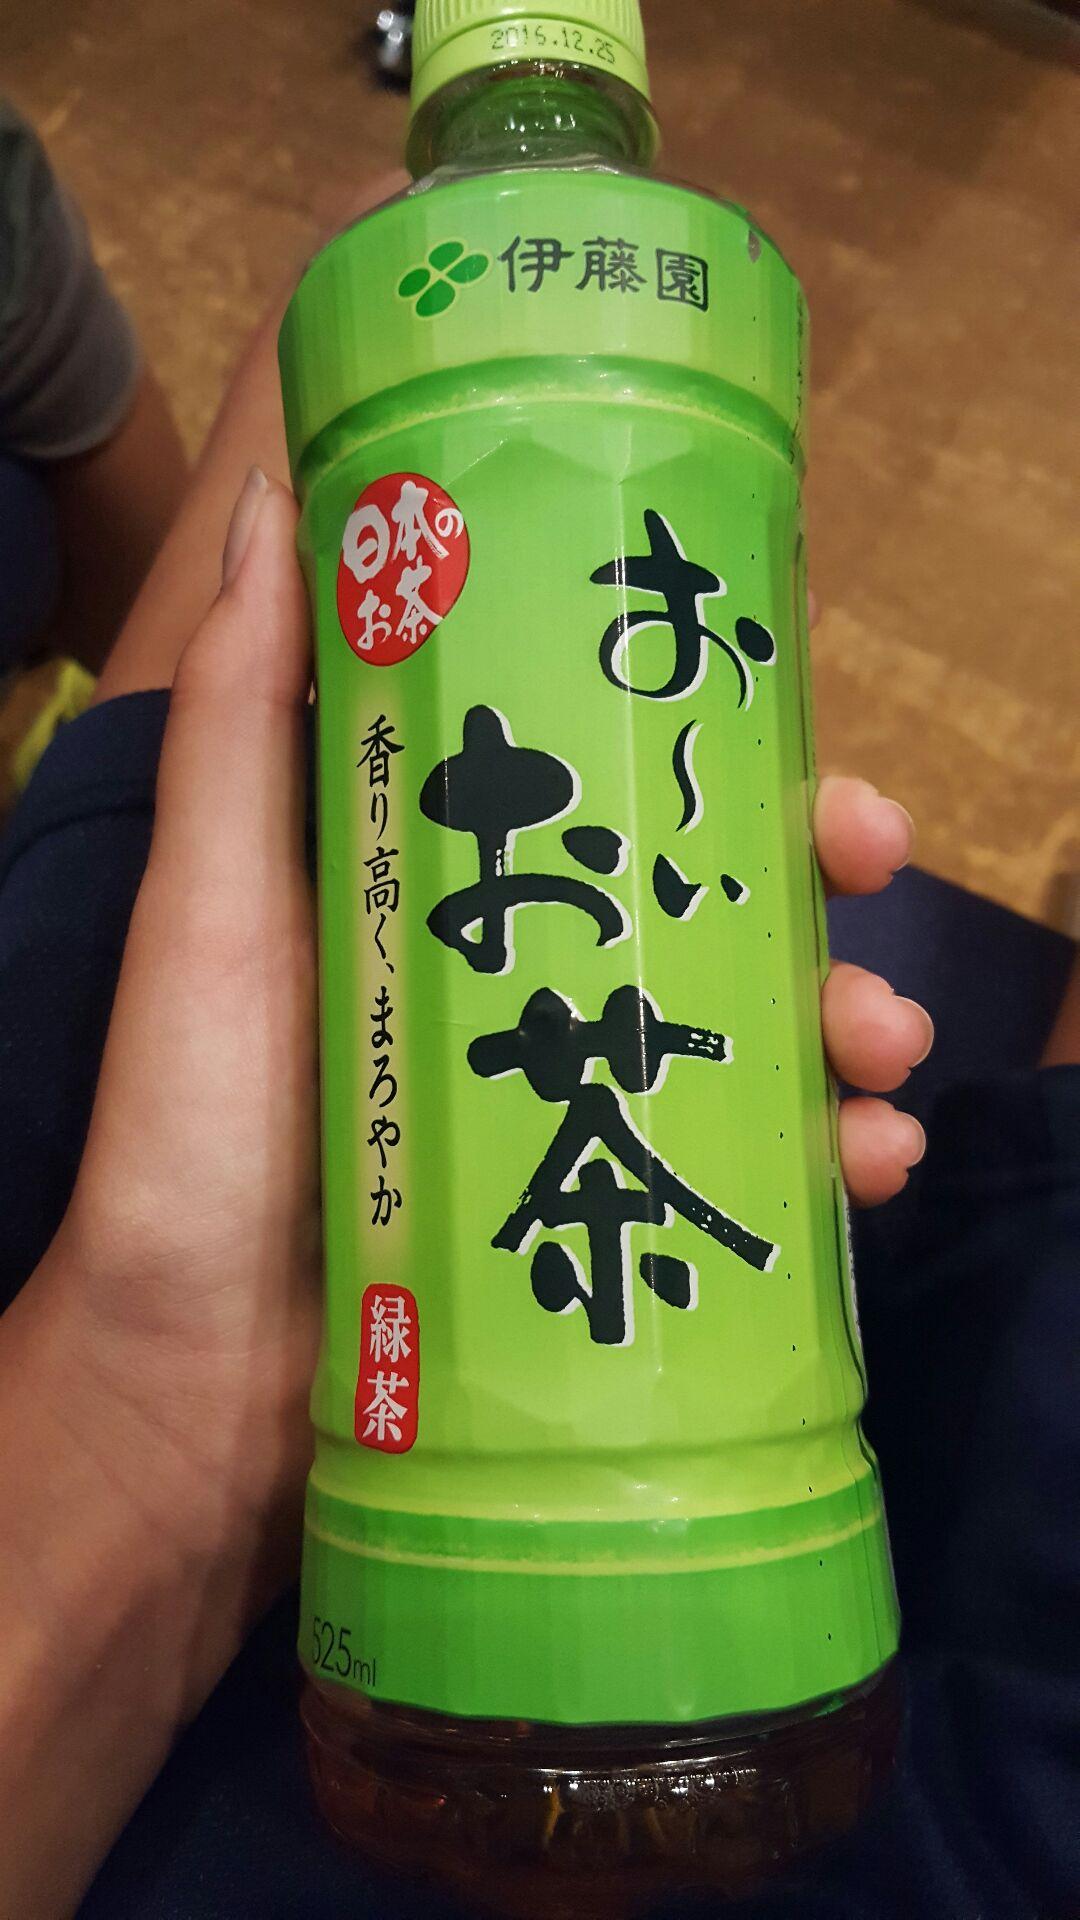 2016.12.25
伊藤園
お～い
お茶
日本の
お茶
香り高く、まろやか
緑茶
525ml